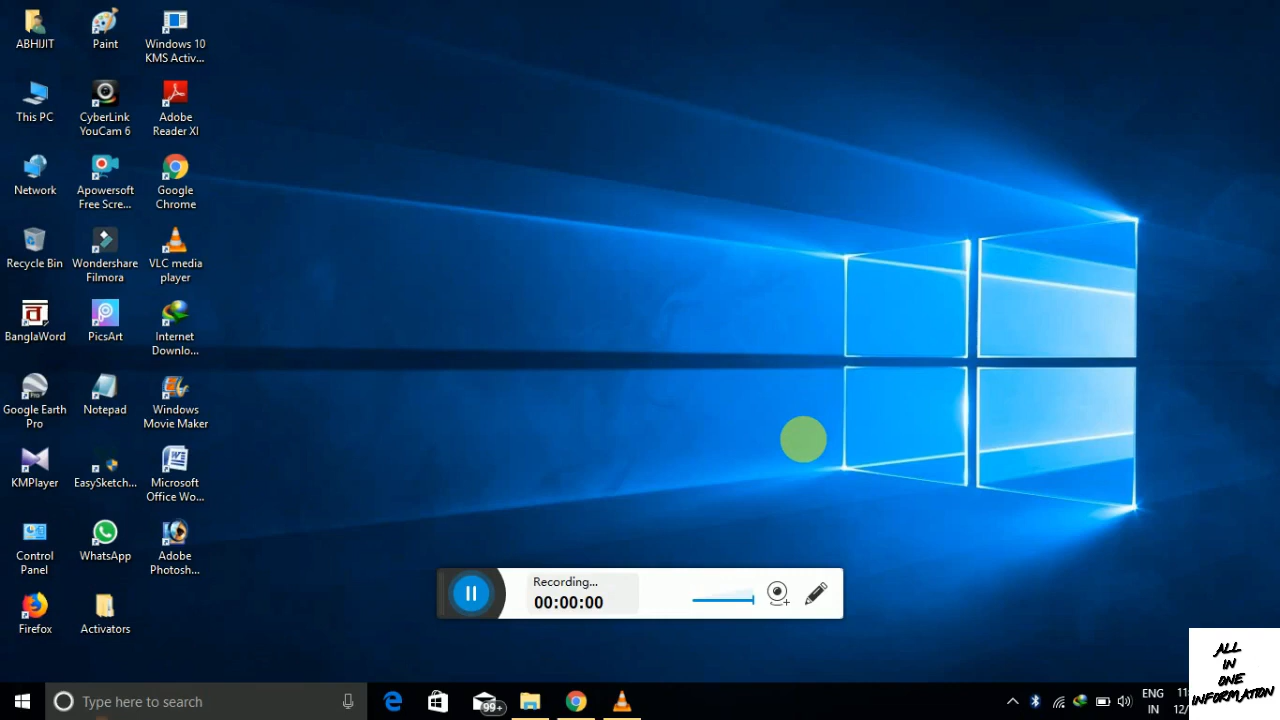 ABHIJIT
Paint
Windows 10
KMS Activ...
This PC
CyberLink
YouCam 6
Adobe
Reader XI
Network
Apowersoft
Free Scre...
Google
Chrome
Recycle Bin
Wondershare
Filmora
VLC media
player
BanglaWord
PicsArt
Internet
Downlo...
Google Earth
Pro
Notepad
Windows
Movie Maker
KMPlayer
EasySketch...
Microsoft
Office Wo...
Control
Panel
WhatsApp
Adobe
Photosh...
Firefox
Activators
Recording...
00:00:00
Type here to search
99+
ENG
IN
11
12/
ALL
IN
ONE
INFORMATION